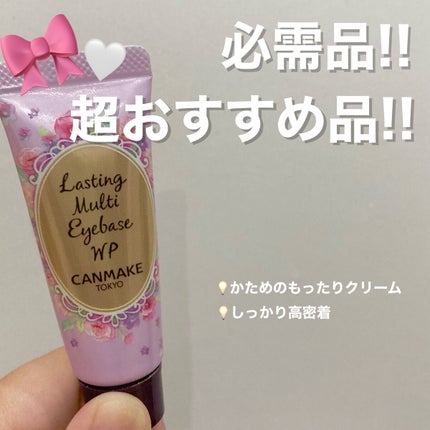 必需品!!
超おすすめ品!!
Lasting
Multi
Eyebase
WP
CANMAKE
TOKYO
かためのもったりクリーム
しっかり高密着